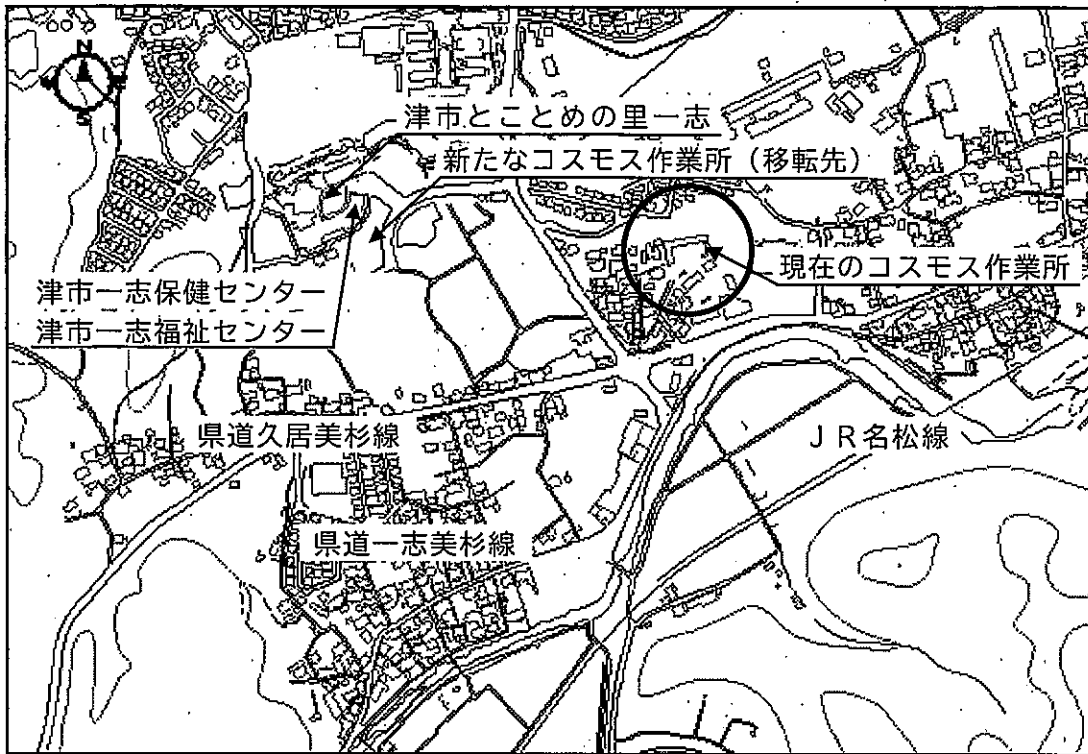 N
S
津市とことめの里一志
新たなコスモス作業所（移転先）
現在のコスモス作業所
津市一志保健センター
津市一志福祉センター
県道久居美杉線
ＪＲ名松線
県道一志美杉線